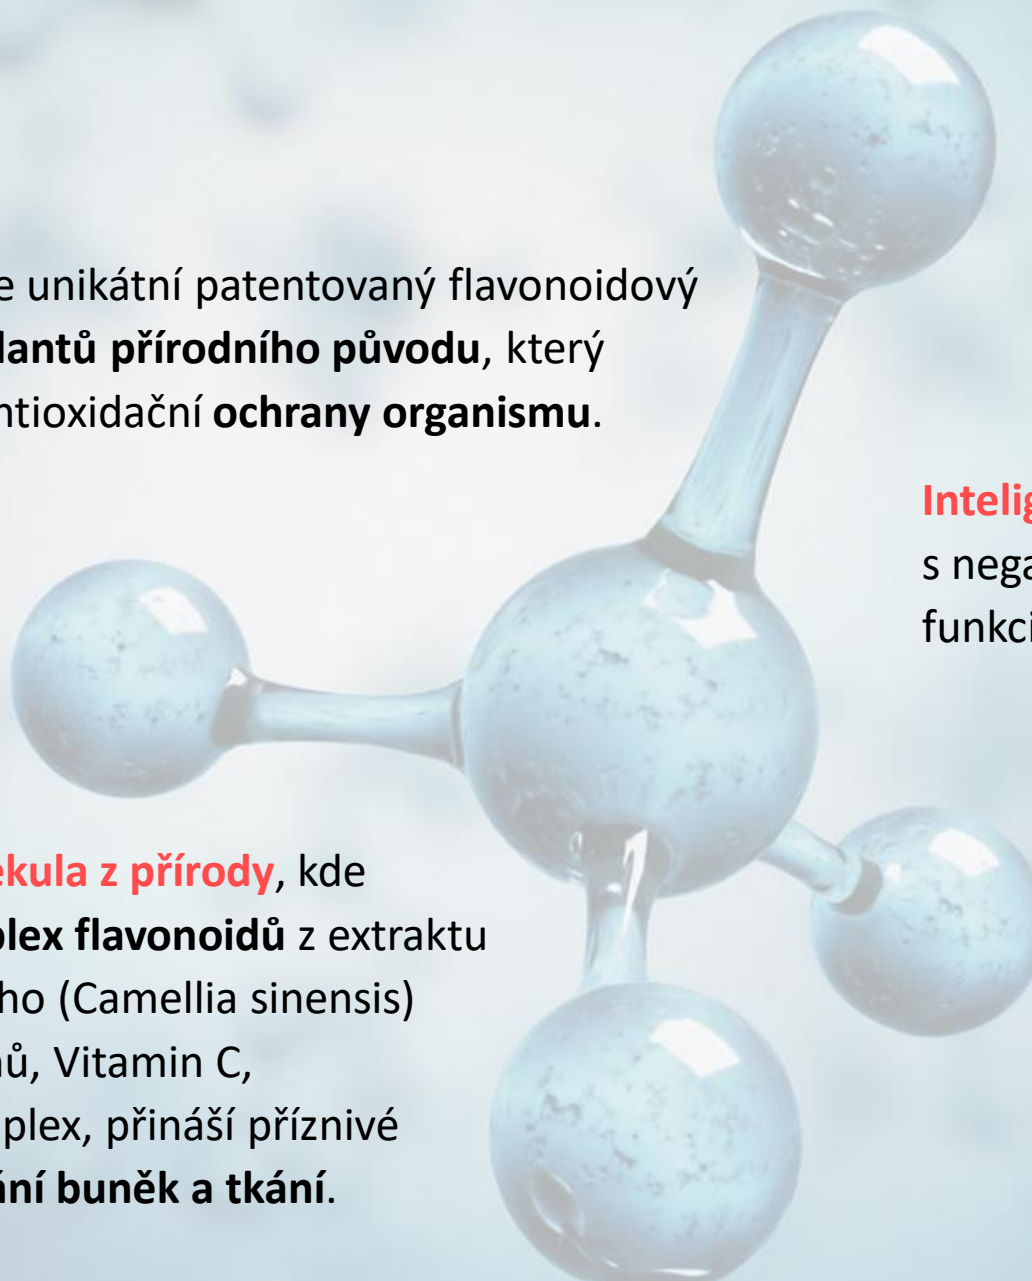 e unikátní patentovaný flavonoidový
lantů přírodního původu, který
ntioxidační ochrany organismu.
Intelig
s nega
funkci
ekula z přírody, kde
plex flavonoidů z extraktu
ho (Camellia sinensis)
nů, Vitamin C,
plex, přináší příznivé
ání buněk a tkání.